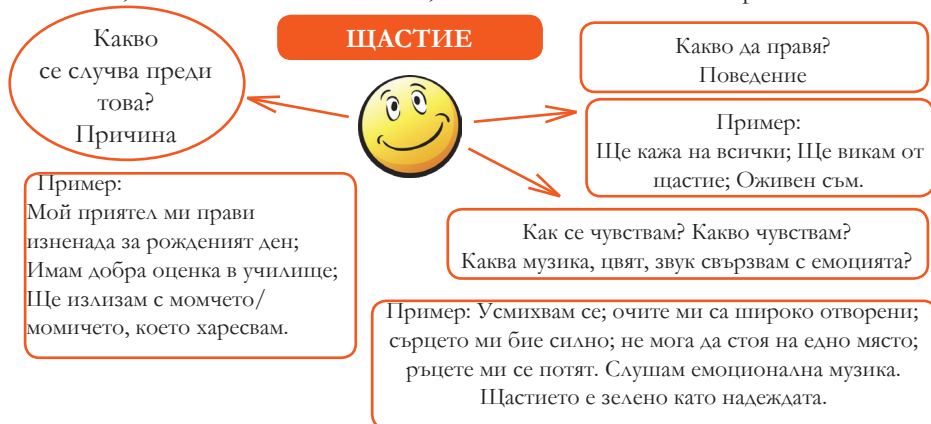 ЩАСТИЕ
Какво
се случва преди
това?
Причина
Пример:
Мой приятел ми прави
изненада за рожденият ден;
Имам добра оценка в училище;
Ще излизам с момчето/
момичето, което харесвам.
Какво да правя?
Поведение
Пример:
Ще кажа на всички; Ще викам от
щастие; Оживен съм.
Как се чувствам? Какво чувствам?
Каква музика, цвят, звук свързвам с емоцията?
Пример: Усмихвам се; очите ми са широко отворени;
сърцето ми бие силно; не мога да стоя на едно място;
ръцете ми се потят. Слушам емоционална музика.
Щастието е зелено като надеждата.